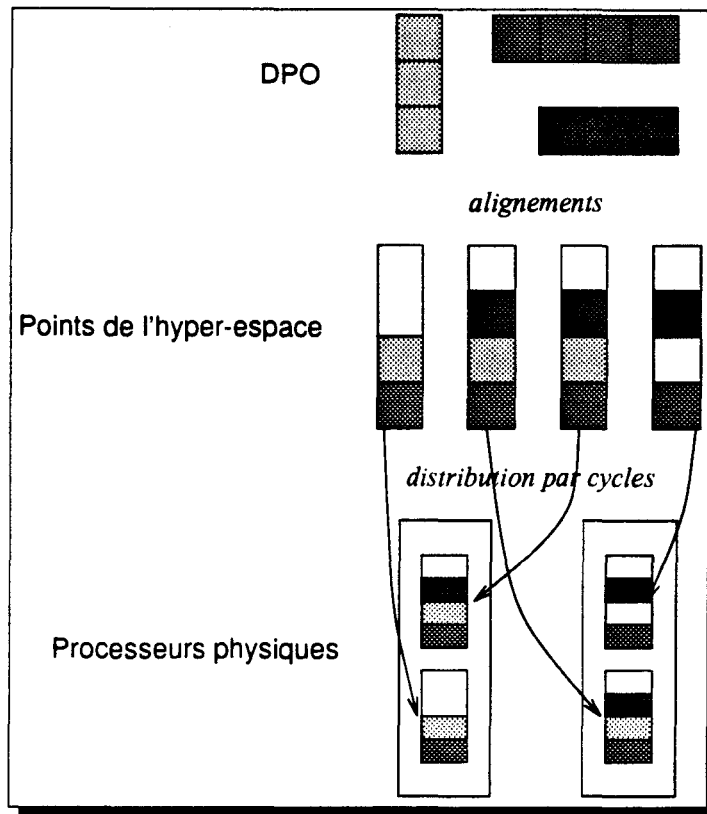 DPO
alignements
Points de l'hyper-espace
distribution par cycles
Processeurs physiques